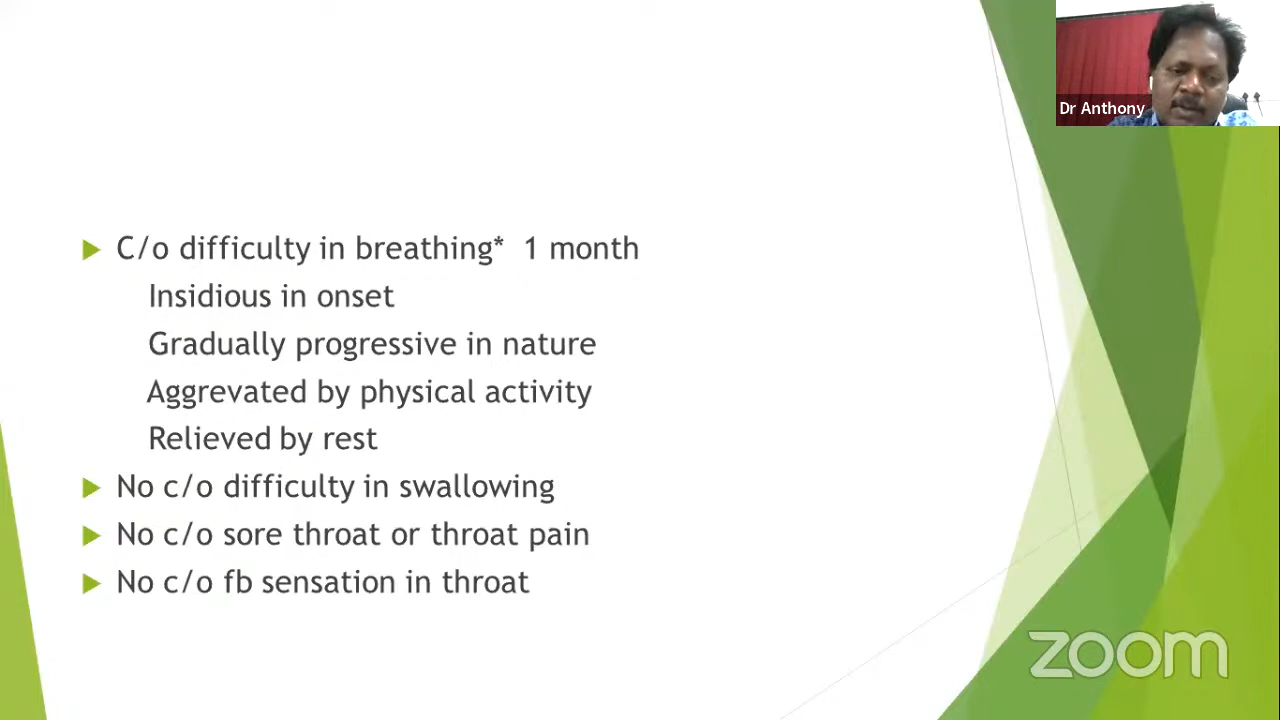 Dr Anthony
C/o difficulty in breathing* 1 month
Insidious in onset
Gradually progressive in nature
Aggrevated by physical activity
Relieved by rest
No c/o difficulty in swallowing
No c/o sore throat or throat pain
No c/o fb sensation in throat
zoom